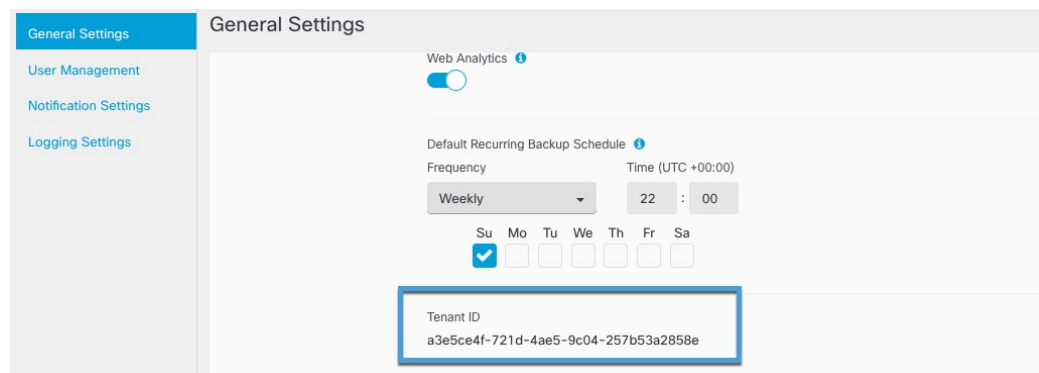 General Settings
User Management
Notification Settings
Logging Settings
General Settings
Web Analytics
Default Recurring Backup Schedule
Frequency Time (UTC +00:00)
Weekly 22 : 00
Su Mo Tu We Th Fr Sa
Tenant ID
a3e5ce4f-721d-4ae5-9c04-257b53a2858e